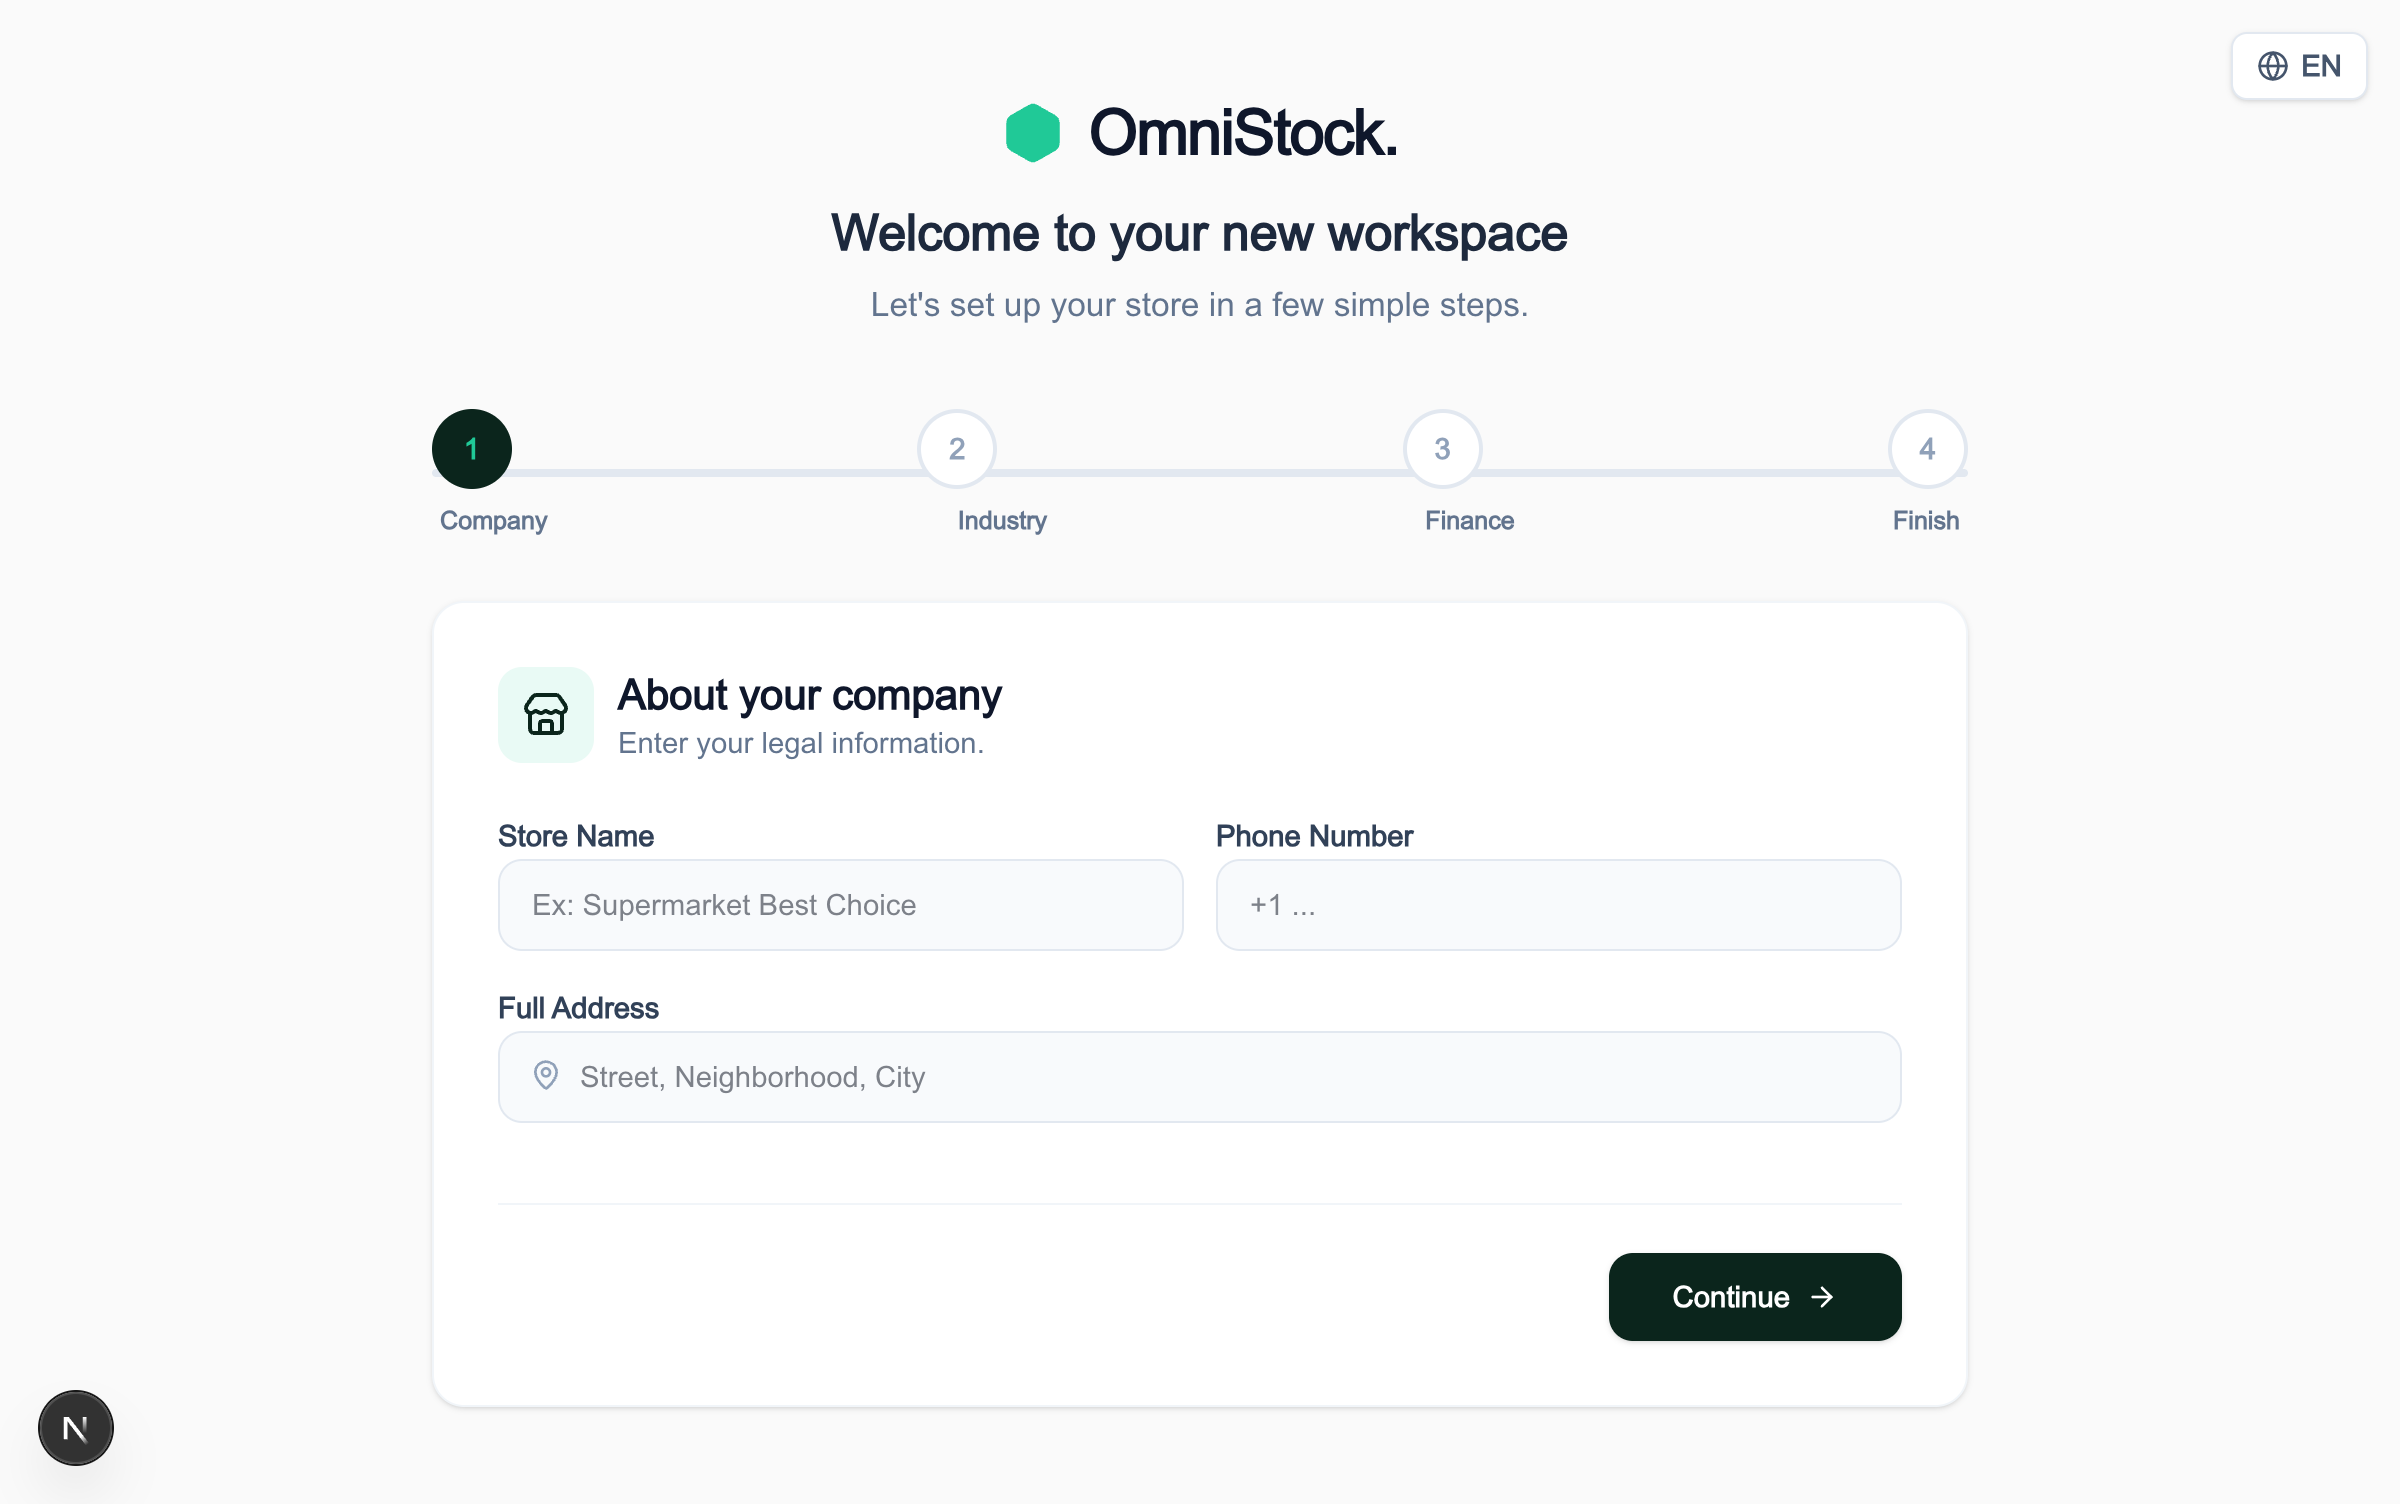 EN
OmniStock.
Welcome to your new workspace
Let's set up your store in a few simple steps.
1 2 3 4
Company Industry Finance Finish
About your company
Enter your legal information.
Store Name Phone Number
Ex: Supermarket Best Choice +1 ...
Full Address
Street, Neighborhood, City
Continue
N